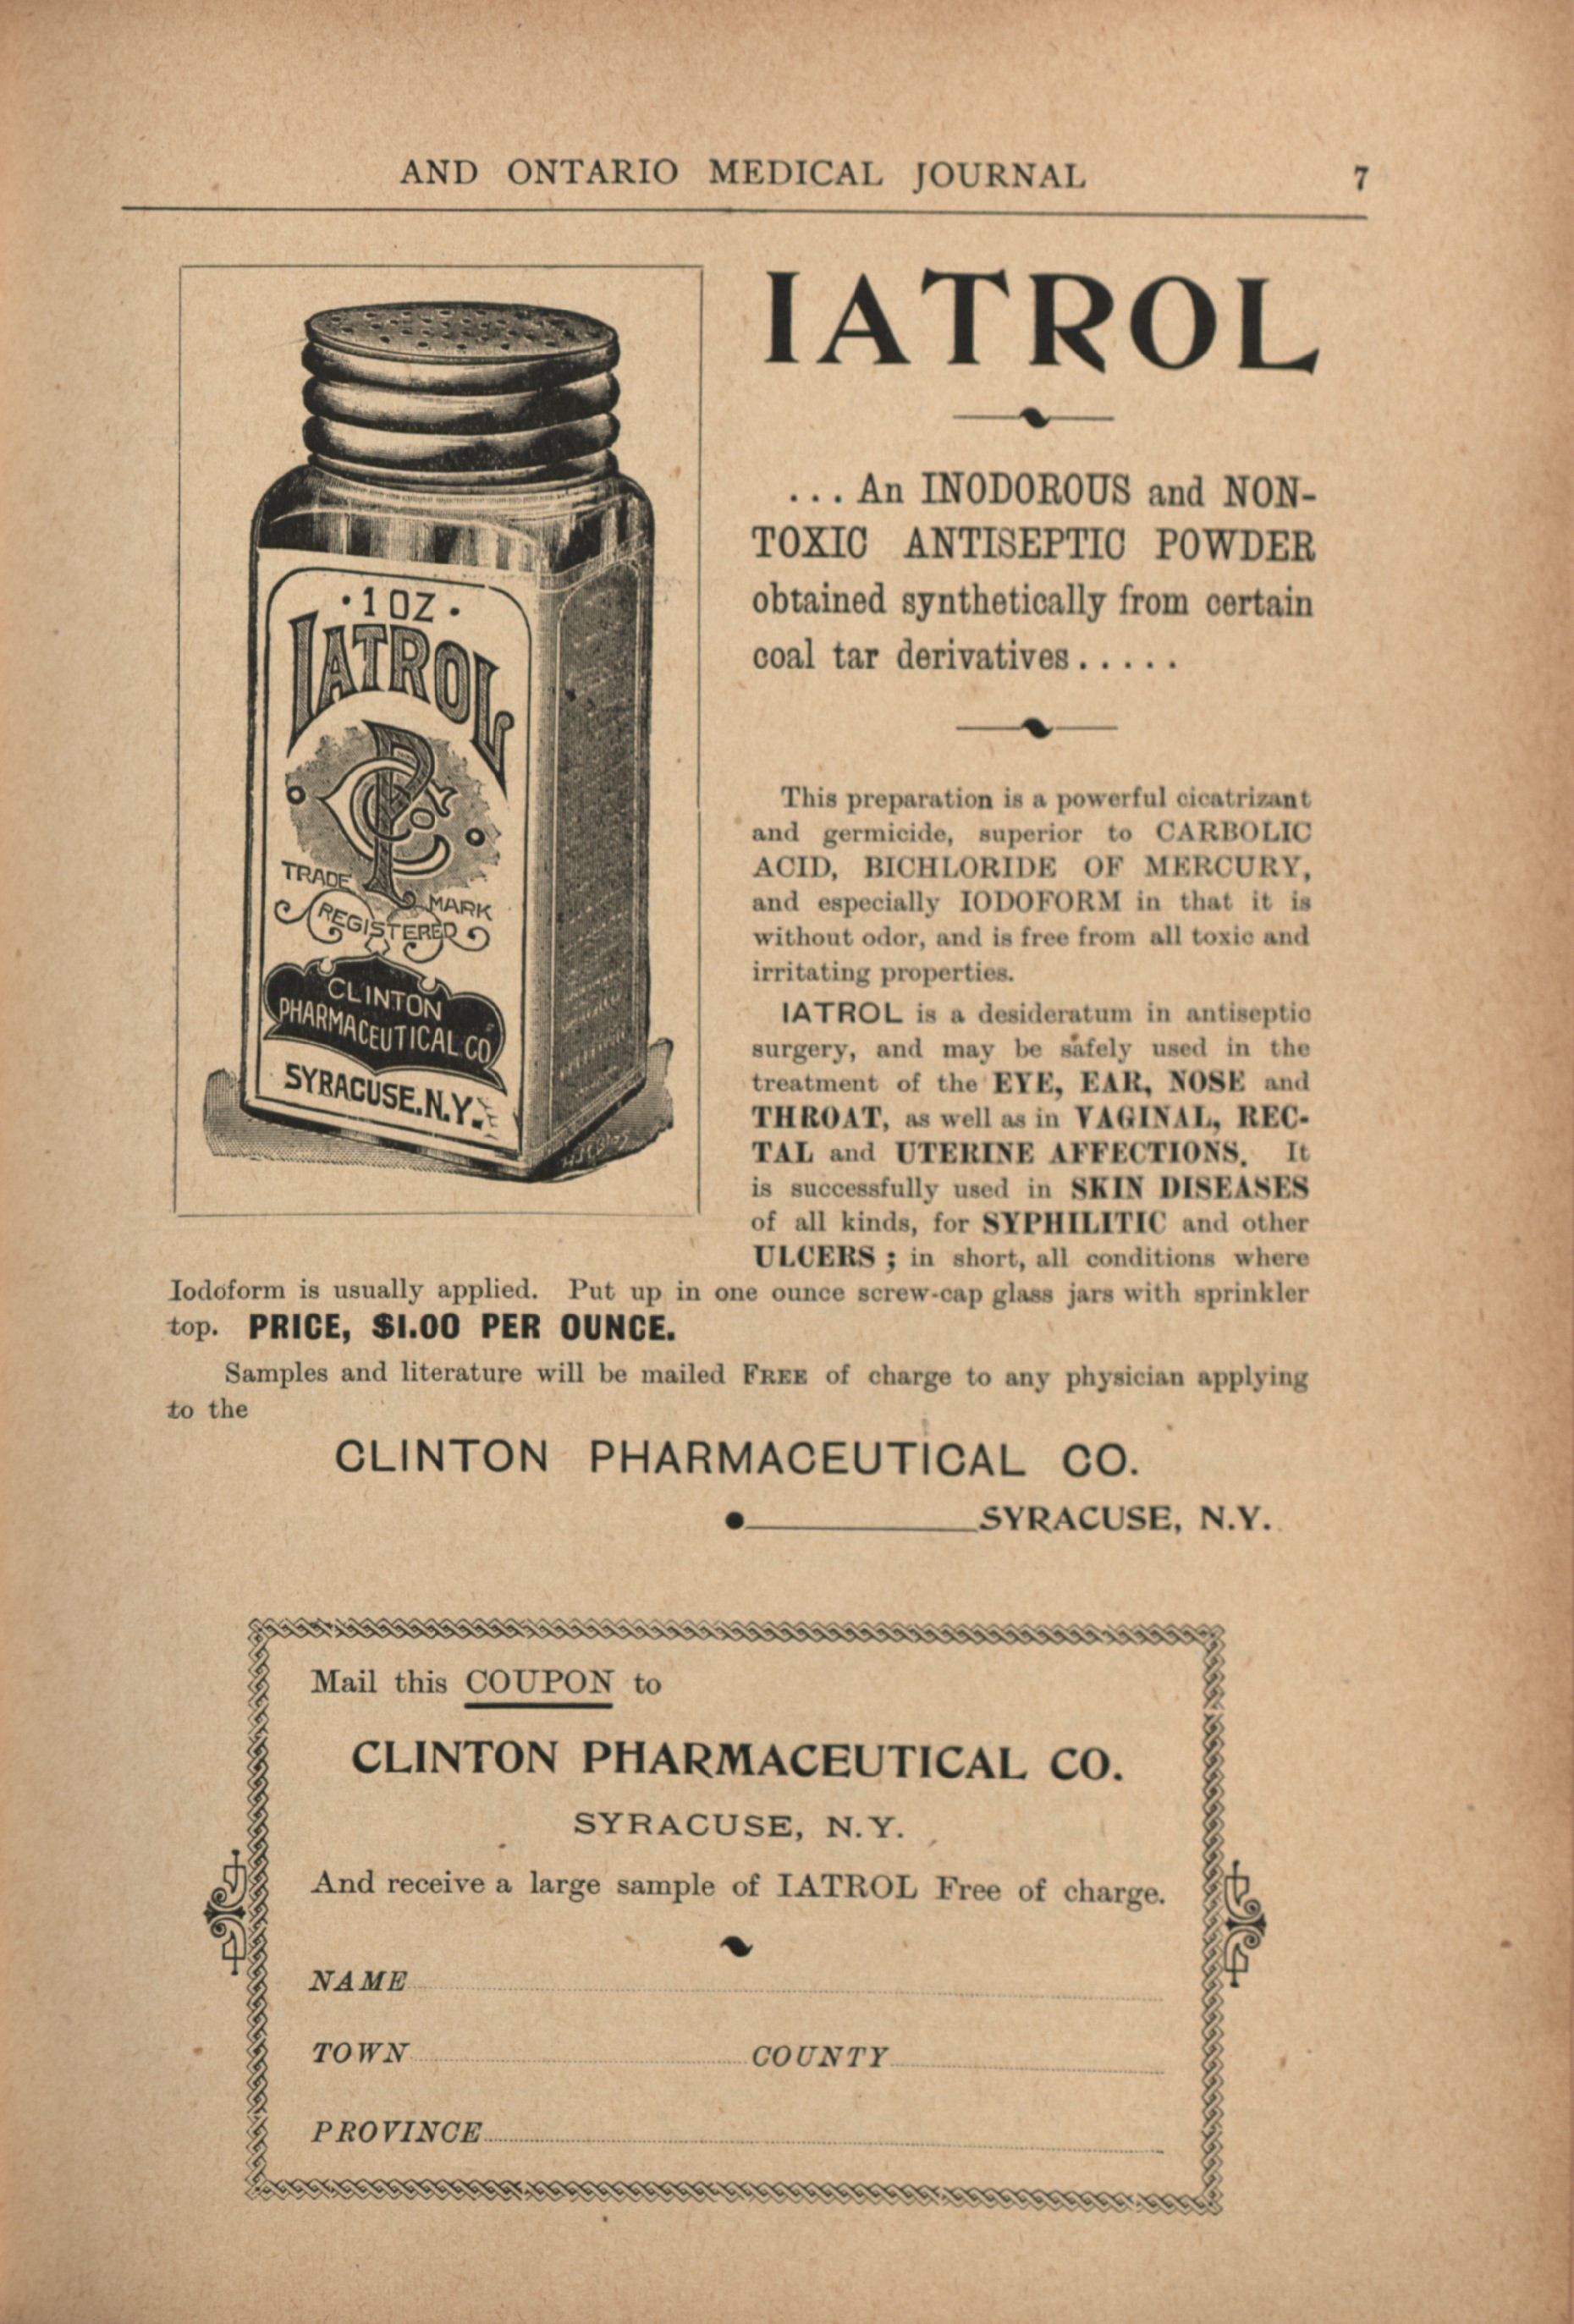 AND ONTARIO MEDICAL JOURNAL 7
·1 OZ·
IATROL
CPCo
TRADE MARK
REGISTERED
CLINTON
PHARMACEUTICAL CO
SYRACUSE. N.Y.
IATROL
... An INODOROUS and NON-
TOXIC ANTISEPTIC POWDER
obtained synthetically from certain
coal tar derivatives.....
This preparation is a powerful cicatrizant
and germicide, superior to CARBOLIC
ACID, BICHLORIDE OF MERCURY,
and especially IODOFORM in that it is
without odor, and is free from all toxic and
irritating properties.
IATROL is a desideratum in antiseptic
surgery, and may be safely used in the
treatment of the EYE, EAR, NOSE and
THROAT, as well as in VAGINAL, REC-
TAL and UTERINE AFFECTIONS. It
is successfully used in SKIN DISEASES
of all kinds, for SYPHILITIC and other
ULCERS ; in short, all conditions where
Iodoform is usually applied. Put up in one ounce screw-cap glass jars with sprinkler
top. PRICE, $1.00 PER OUNCE.
Samples and literature will be mailed FREE of charge to any physician applying
to the
CLINTON PHARMACEUTICAL CO.
SYRACUSE, N.Y.
Mail this COUPON to
CLINTON PHARMACEUTICAL CO.
SYRACUSE, N.Y.
And receive a large sample of IATROL Free of charge.
NAME
TOWN COUNTY
PROVINCE